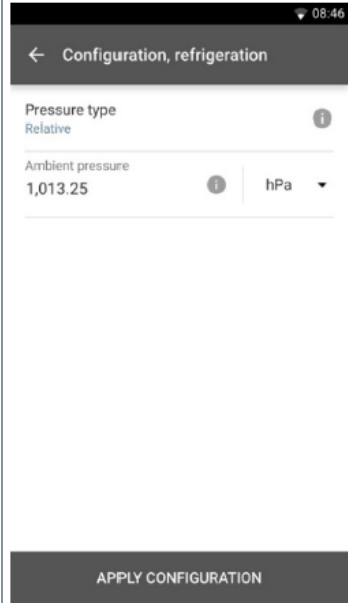 08:46
← Configuration, refrigeration
Pressure type
Relative
Ambient pressure
1,013.25
hPa
APPLY CONFIGURATION